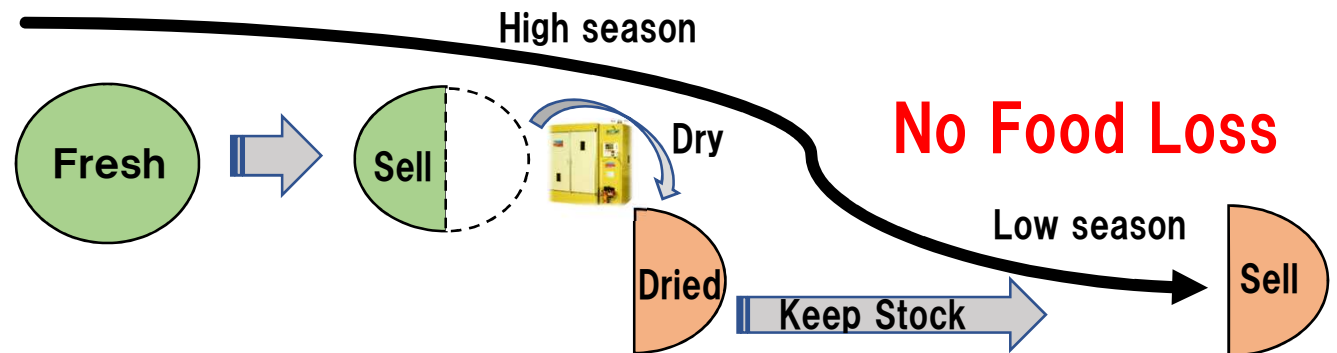 High season
Fresh
Sell
Dry
No Food Loss
Low season
Dried
Keep Stock
Sell